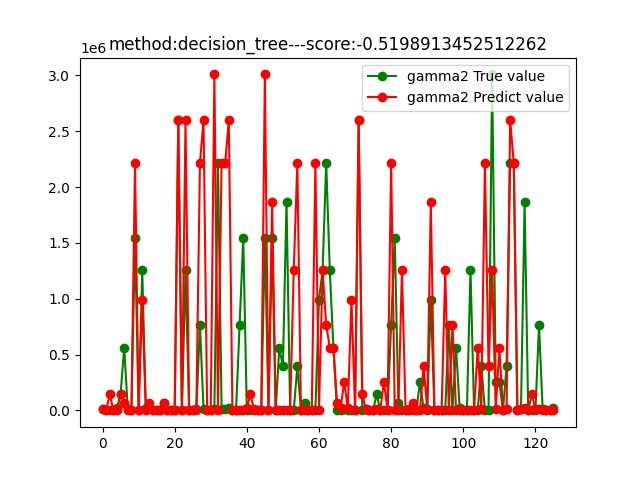 method:decision_tree---score:-0.5198913452512262
1e6
gamma2 True value
gamma2 Predict value
3.0
2.5
2.0
1.5
1.0
0.5
0.0
0 20 40 60 80 100 120